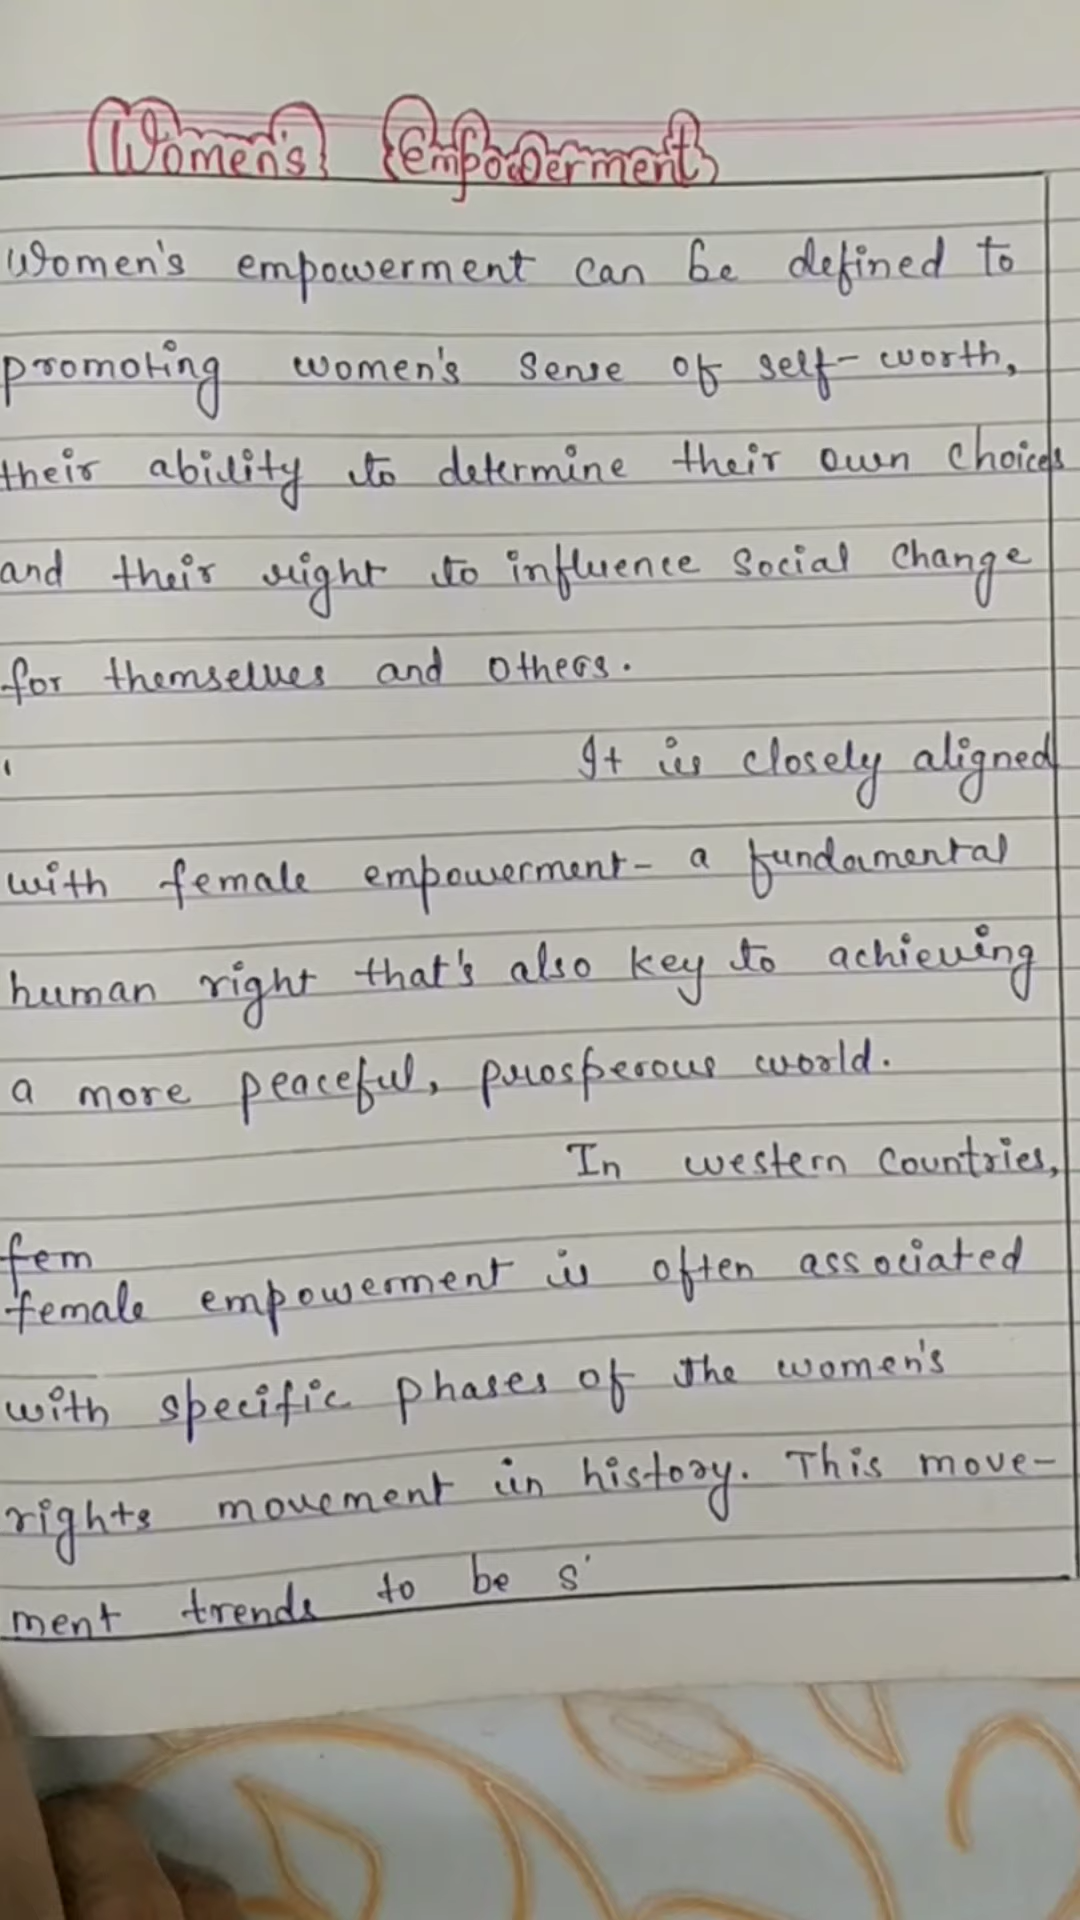 Women's Empowerment
Women's empowerment can be defined to
promoting women's sense of self-worth,
their ability to determine their own choices
and their right to influence social change
for themselves and others.
It is closely aligned
with female empowerment- a fundamental
human right that's also key to achieving
a more peaceful, prosperous world.
In western countries,
fem
female empowerment is often associated
with specific phases of the women's
rights movement in history. This move-
ment trends to be s